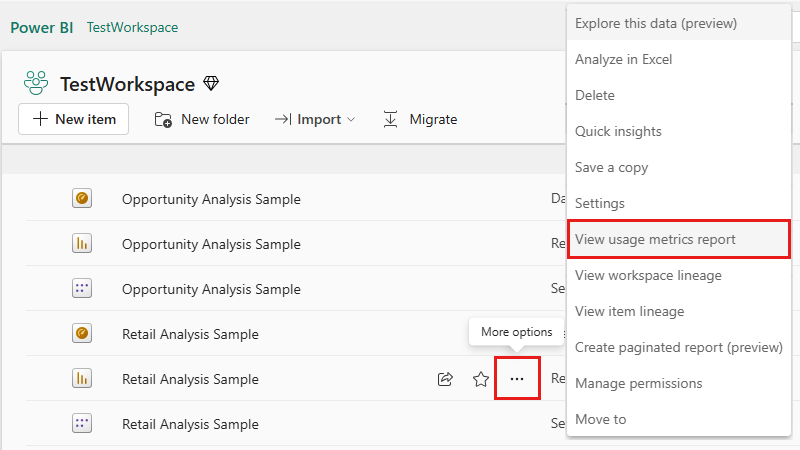 Power BI TestWorkspace
TestWorkspace
New item New folder Import Migrate
Opportunity Analysis Sample Da
Opportunity Analysis Sample Re
Opportunity Analysis Sample Se
Retail Analysis Sample
More options
Retail Analysis Sample Re
Retail Analysis Sample Se
Explore this data (preview)
Analyze in Excel
Delete
Quick insights
Save a copy
Settings
View usage metrics report
View workspace lineage
View item lineage
Create paginated report (preview)
Manage permissions
Move to